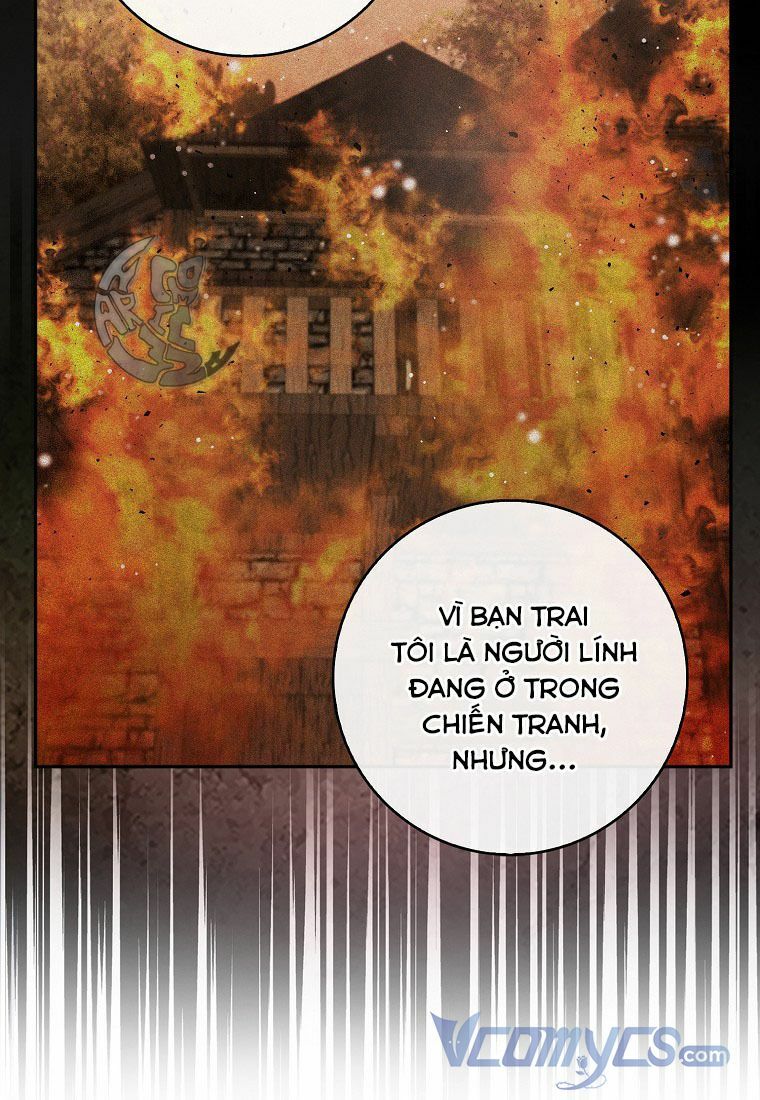 VÌ BẠN TRAI
TÔI LÀ NGƯỜI LÍNH
ĐANG Ở TRONG
CHIẾN TRANH,
NHƯNG...
VCOMYCS.com